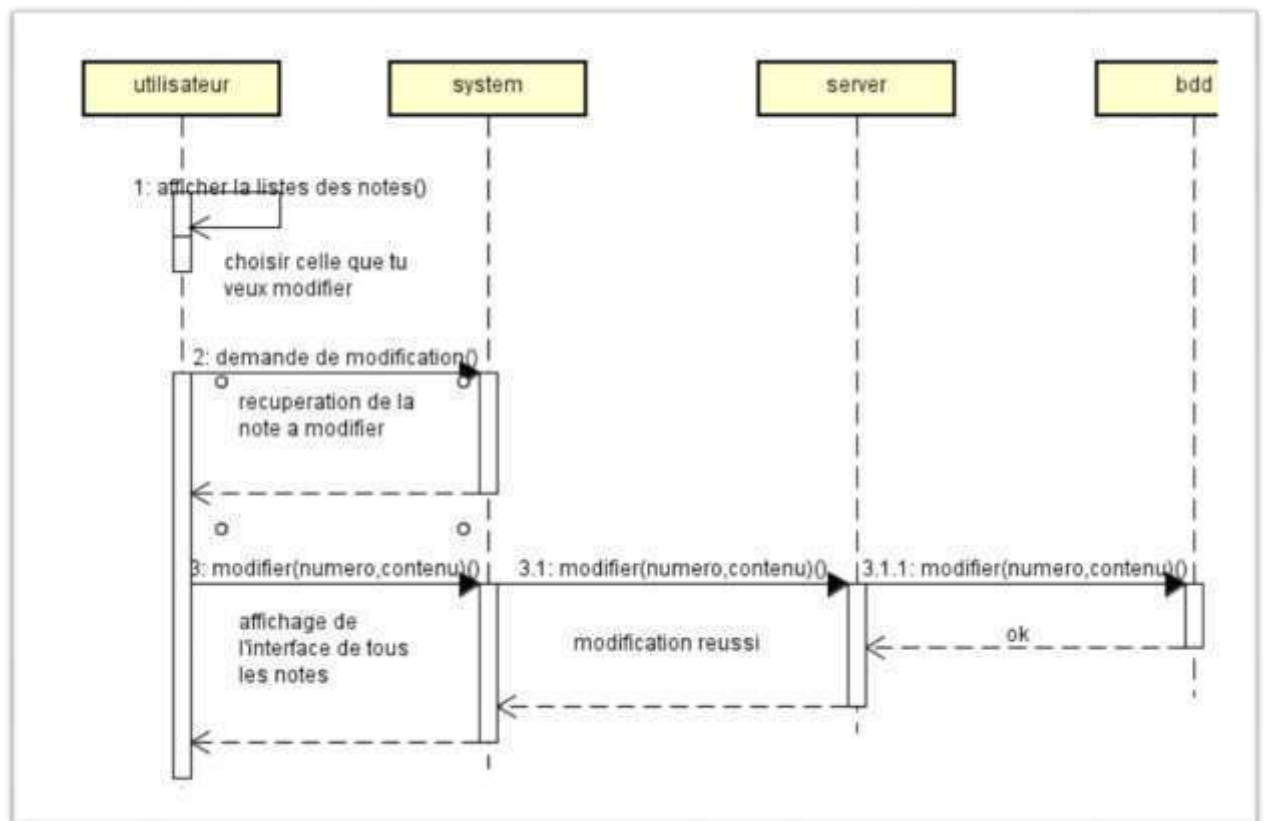 utilisateur
system
server
bdd
1: afficher la listes des notes()
choisir celle que tu
veux modifier
2: demande de modification()
recuperation de la
note a modifier
3: modifier(numero,contenu)()
3.1: modifier(numero,contenu)()
3.1.1: modifier(numero,contenu)()
affichage de
l'interface de tous
les notes
modification reussi
ok